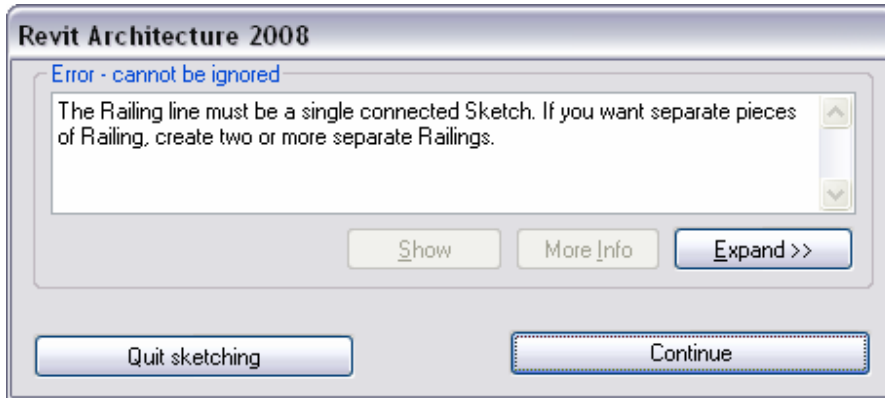 Revit Architecture 2008
Error - cannot be ignored
The Railing line must be a single connected Sketch. If you want separate pieces
of Railing, create two or more separate Railings.
Show More Info Expand >>
Quit sketching Continue